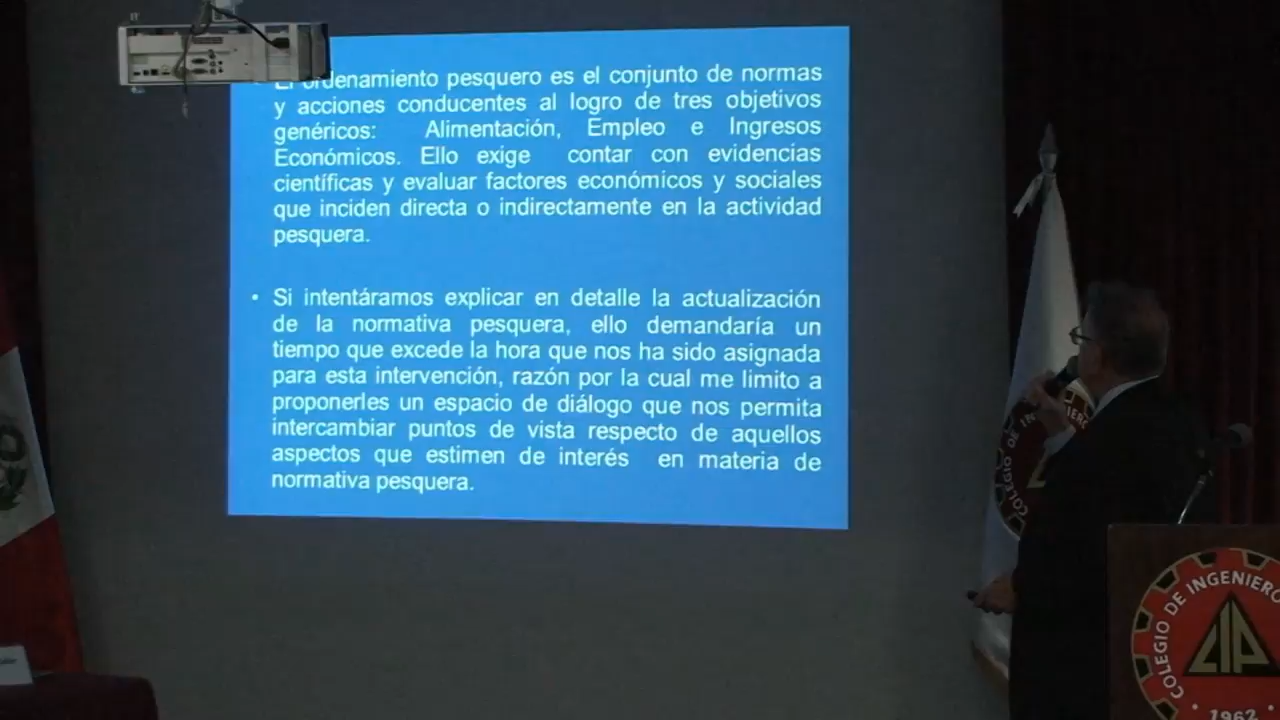 El ordenamiento pesquero es el conjunto de normas
y acciones conducentes al logro de tres objetivos
genéricos: Alimentación, Empleo e Ingresos
Económicos. Ello exige contar con evidencias
científicas y evaluar factores económicos y sociales
que inciden directa o indirectamente en la actividad
pesquera.
• Si intentáramos explicar en detalle la actualización
de la normativa pesquera, ello demandaría un
tiempo que excede la hora que nos ha sido asignada
para esta intervención, razón por la cual me limito a
proponerles un espacio de diálogo que nos permita
intercambiar puntos de vista respecto de aquellos
aspectos que estimen de interés en materia de
normativa pesquera.
COLEGIO DE IN
COLEGIO DE INGENIERO
CIP
1962